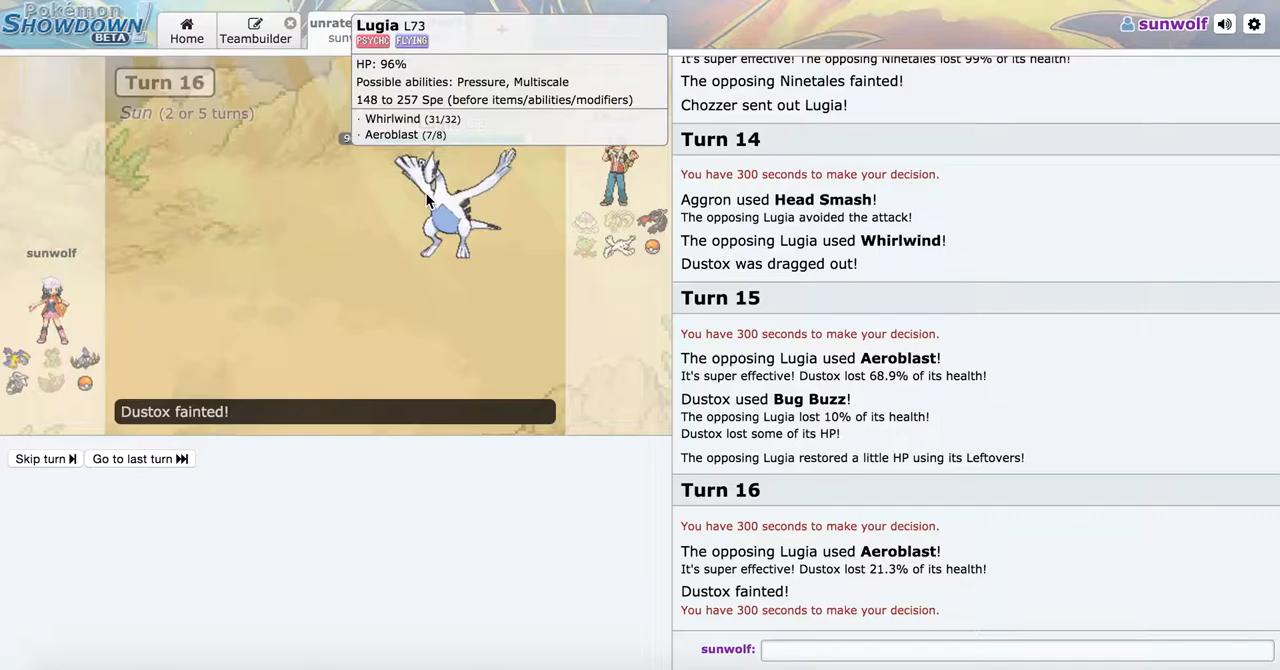 Pokémon
SHOWDOWN
BETA
Home
Teambuilder
unrate
sun
sunwolf
Lugia L73
PSYCHC FLYING
HP: 96%
Possible abilities: Pressure, Multiscale
148 to 257 Spe (before items/abilities/modifiers)
· Whirlwind (31/32)
· Aeroblast (7/8)
Turn 16
Sun (2 or 5 turns)
9
sunwolf
Dustox fainted!
Skip turn
Go to last turn
It's super effective! The opposing Ninetales lost 99% of its health!
The opposing Ninetales fainted!
Chozzer sent out Lugia!
Turn 14
You have 300 seconds to make your decision.
Aggron used Head Smash!
The opposing Lugia avoided the attack!
The opposing Lugia used Whirlwind!
Dustox was dragged out!
Turn 15
You have 300 seconds to make your decision.
The opposing Lugia used Aeroblast!
It's super effective! Dustox lost 68.9% of its health!
Dustox used Bug Buzz!
The opposing Lugia lost 10% of its health!
Dustox lost some of its HP!
The opposing Lugia restored a little HP using its Leftovers!
Turn 16
You have 300 seconds to make your decision.
The opposing Lugia used Aeroblast!
It's super effective! Dustox lost 21.3% of its health!
Dustox fainted!
You have 300 seconds to make your decision.
sunwolf: